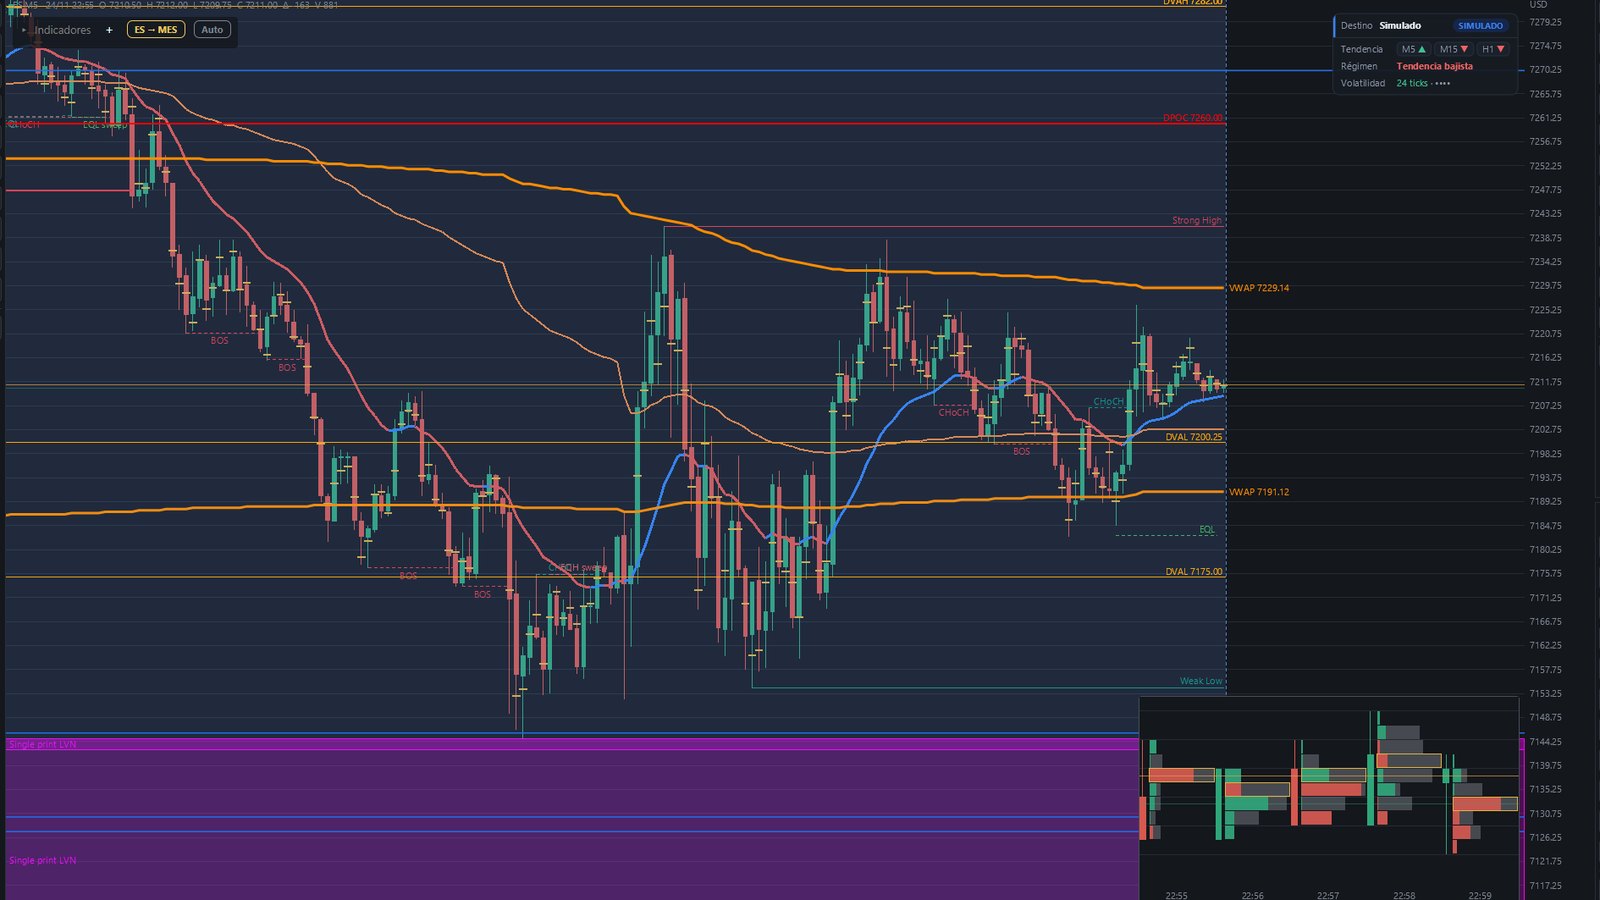 DVAH 7282.00
USD
Indicadores
+
ES → MES
Auto
Destino Simulado SIMULADO
Tendencia M5 ▲ M15 ▼ H1 ▼
Régimen Tendencia bajista
Volatilidad 24 ticks
EQL sweep
DPOC 7260.00
Strong High
VWAP 7229.14
BOS
BOS
CHoCH
CHoCH
DVAL 7200.25
BOS
VWAP 7191.12
EQL
DVAL 7175.00
BOS
BOS
Weak Low
Single print LVN
Single print LVN
7279.25
7274.75
7270.25
7265.75
7261.25
7256.75
7252.25
7247.75
7243.25
7238.75
7234.25
7229.75
7225.25
7220.75
7216.25
7211.75
7207.25
7202.75
7198.25
7193.75
7189.25
7184.75
7180.25
7175.75
7171.25
7166.75
7162.25
7157.75
7153.25
7148.75
7144.25
7139.75
7135.25
7130.75
7126.25
7121.75
7117.25
22:55 22:56 22:57 22:58 22:59